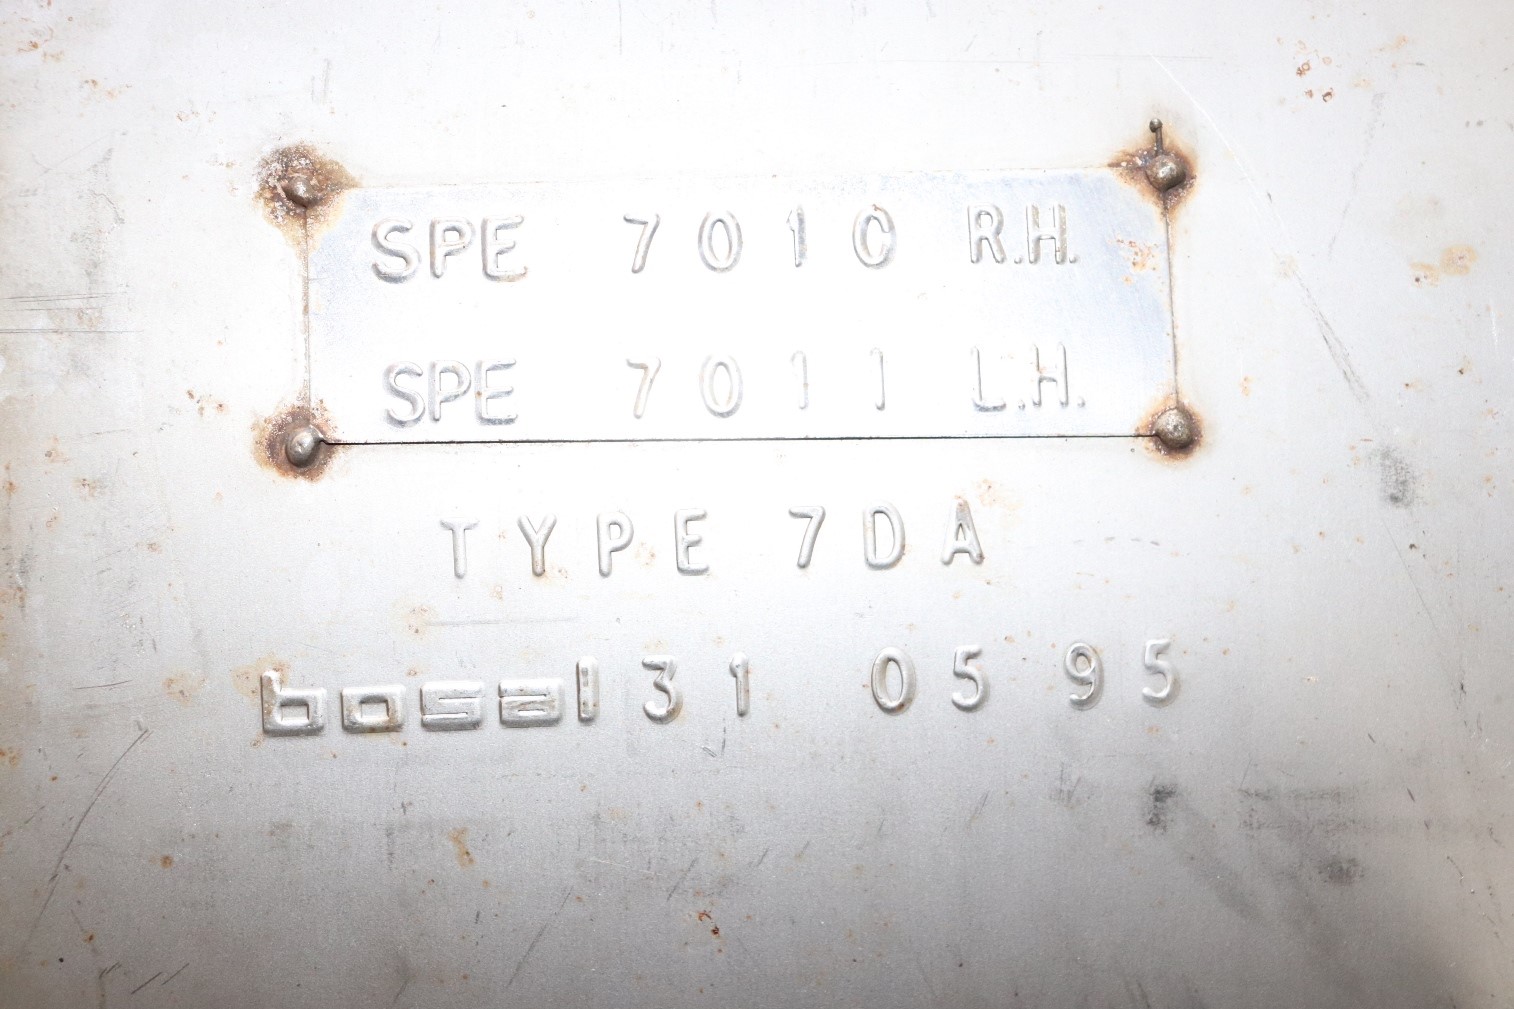 SPE 7010 R.H.
SPE 7011 L.H.
TYPE 7DA
bosal 31 05 95